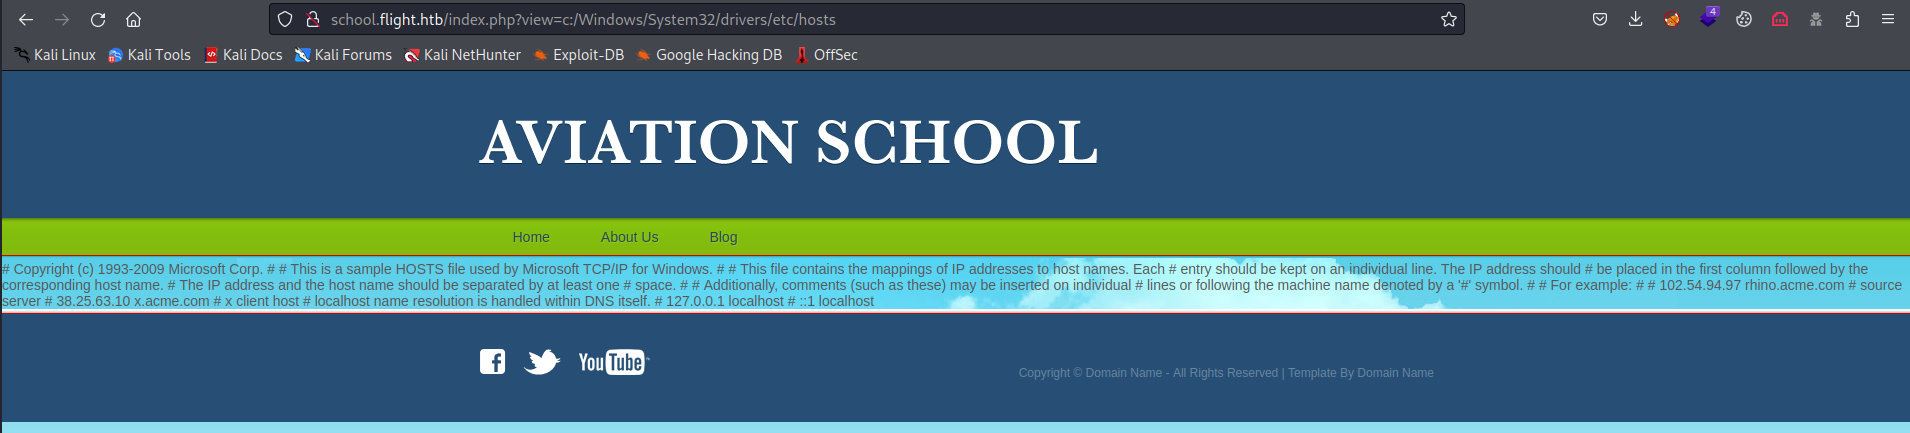 school.flight.htb/index.php?view=c:/Windows/System32/drivers/etc/hosts
4
Kali Linux Kali Tools Kali Docs Kali Forums Kali NetHunter Exploit-DB Google Hacking DB OffSec
AVIATION SCHOOL
Home About Us Blog
# Copyright (c) 1993-2009 Microsoft Corp. # # This is a sample HOSTS file used by Microsoft TCP/IP for Windows. # # This file contains the mappings of IP addresses to host names. Each # entry should be kept on an individual line. The IP address should # be placed in the first column followed by the
corresponding host name. # The IP address and the host name should be separated by at least one # space. # # Additionally, comments (such as these) may be inserted on individual # lines or following the machine name denoted by a '#' symbol. # # For example: # # 102.54.94.97 rhino.acme.com # source
server # 38.25.63.10 x.acme.com # x client host # localhost name resolution is handled within DNS itself. # 127.0.0.1 localhost # ::1 localhost
f YouTube
Copyright © Domain Name - All Rights Reserved | Template By Domain Name